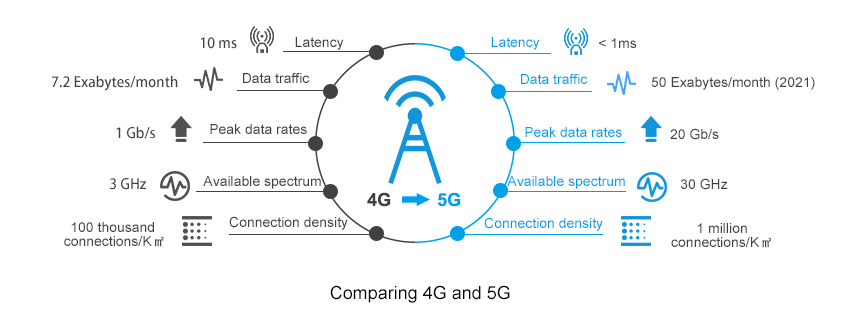 10 ms Latency
7.2 Exabytes/month Data traffic
1 Gb/s Peak data rates
3 GHz Available spectrum
100 thousand
connections/K㎡ Connection density
4G 5G
Latency < 1ms
Data traffic 50 Exabytes/month (2021)
Peak data rates 20 Gb/s
Available spectrum 30 GHz
Connection density 1 million
connections/K㎡
Comparing 4G and 5G